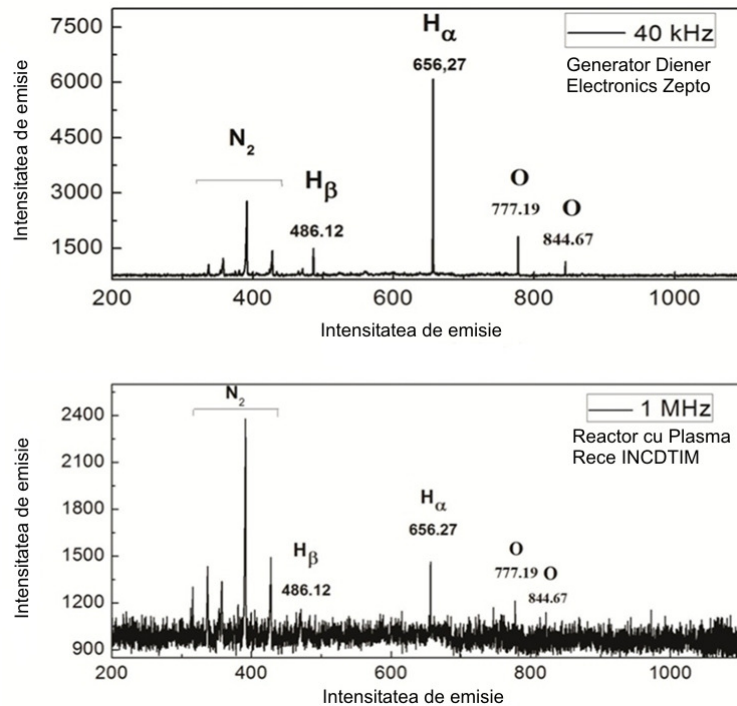 7500
6000
4500
3000
1500
Intensitatea de emisie
Hα
656,27
40 kHz
Generator Diener
Electronics Zepto
N2
Hβ
486.12
O
777.19
O
844.67
200
400
600
800
1000
Intensitatea de emisie
2400
2100
1800
1500
1200
900
Intensitatea de emisie
N2
1 MHz
Reactor cu Plasma
Rece INCDTIM
Hα
656.27
Hβ
486.12
O
777.19
O
844.67
200
400
600
800
1000
Intensitatea de emisie